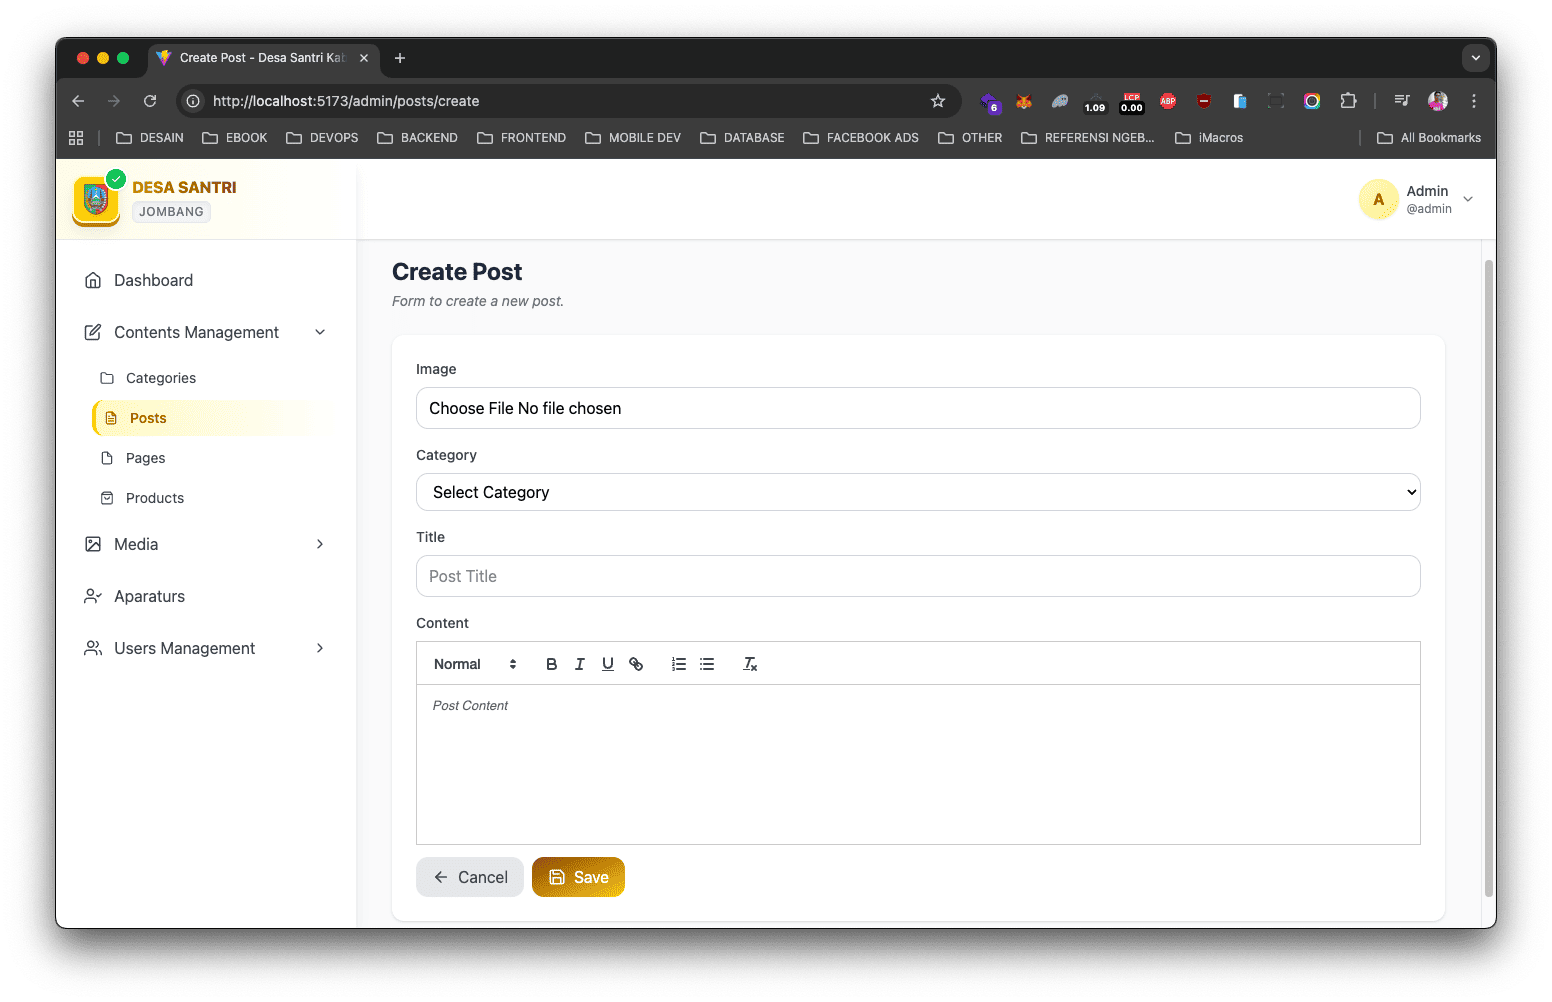 Create Post - Desa Santri Kab
http://localhost:5173/admin/posts/create
6
1.09
LCP
0.00
ABP
DESAIN
EBOOK
DEVOPS
BACKEND
FRONTEND
MOBILE DEV
DATABASE
FACEBOOK ADS
OTHER
REFERENSI NGEB...
iMacros
All Bookmarks
DESA SANTRI
JOMBANG
A
Admin
@admin
Dashboard
Contents Management
Categories
Posts
Pages
Products
Media
Aparaturs
Users Management
Create Post
Form to create a new post.
Image
Choose File No file chosen
Category
Select Category
Title
Post Title
Content
Normal
Post Content
Cancel
Save